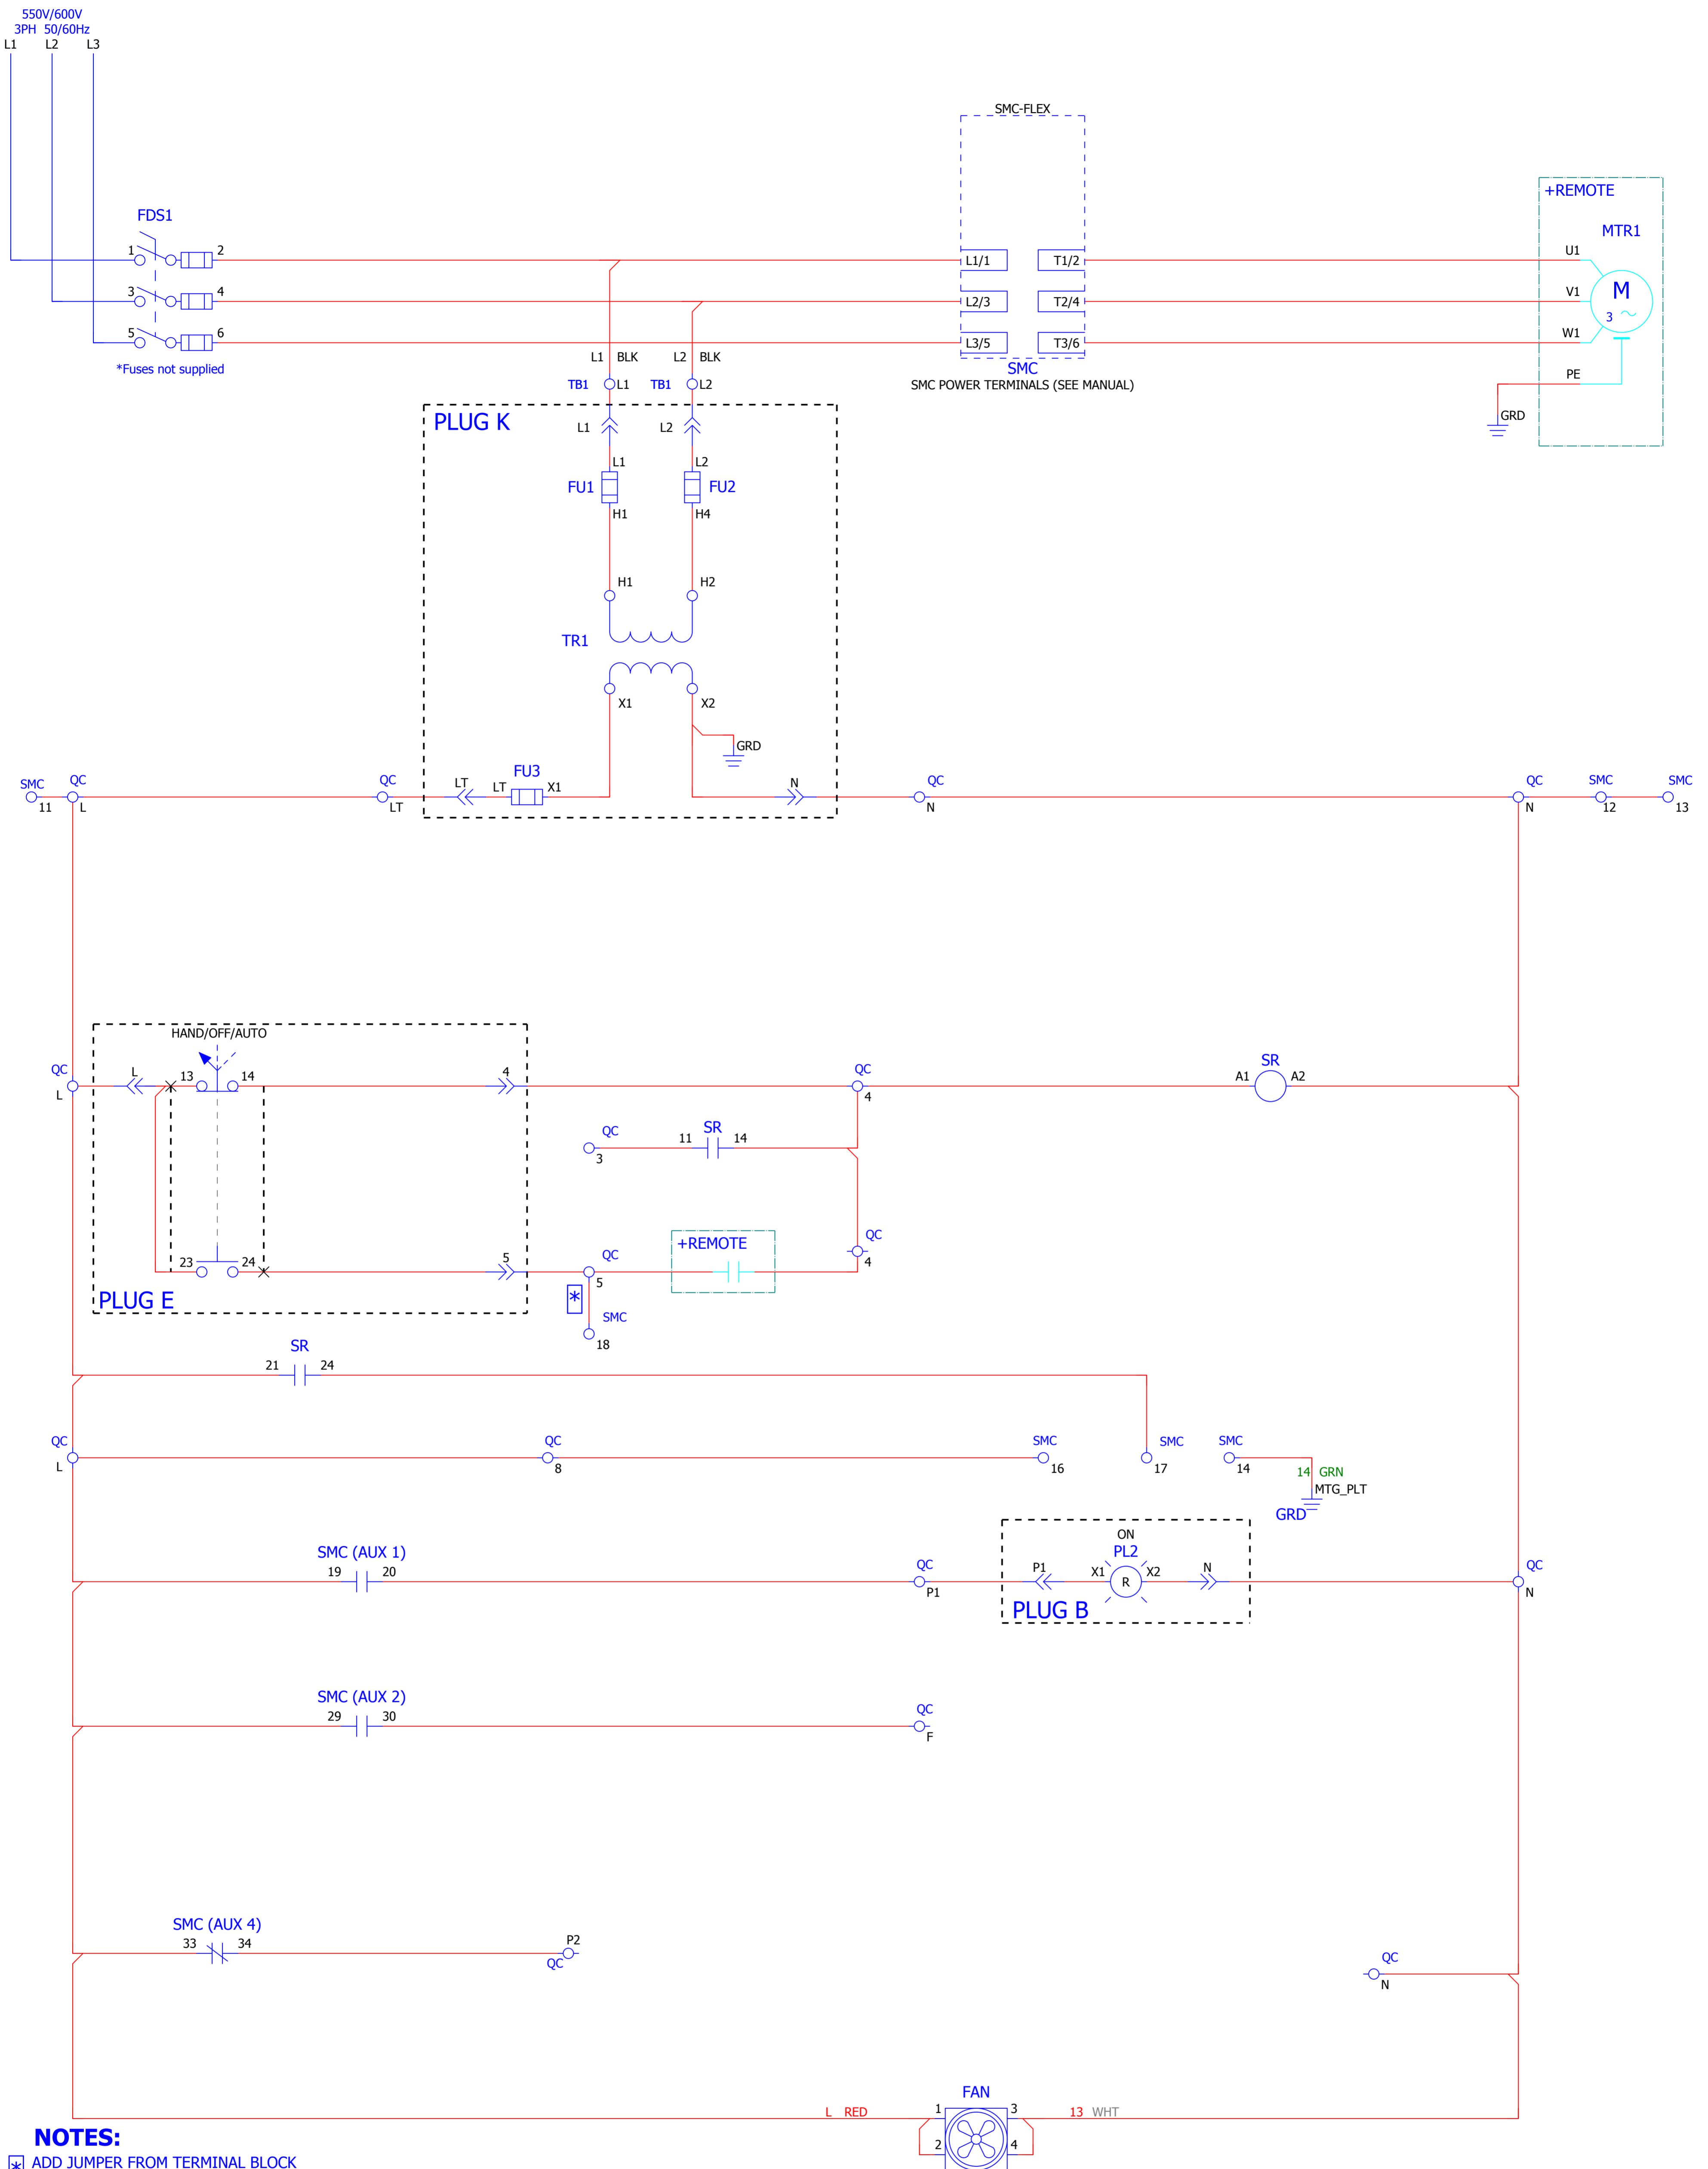 550V/600V
3PH 50/60Hz
L1 L2 L3
SMC-FLEX
+REMOTE
FDS1
MTR1
1 2
L1/1 T1/2
U1
3 4
L2/3 T2/4
V1
M
3
5 6
L3/5 T3/6
W1
*Fuses not supplied
L1 BLK L2 BLK
SMC
SMC POWER TERMINALS (SEE MANUAL)
PE
TB1 L1 TB1 L2
GRD
PLUG K
L1 L2
L1 L2
FU1 FU2
H1 H4
H1 H2
TR1
X1 X2
GRD
SMC QC QC LT LT FU3 X1 N QC QC SMC SMC
11 L LT N N 12 13
HAND/OFF/AUTO
QC L 13 14 4 QC A1 SR A2
L 4
QC 11 SR 14
3
QC
4
+REMOTE
23 24 5 QC
5
PLUG E
*
SMC
18
SR
21 24
QC QC SMC SMC SMC
L 8 16 17 14
14 GRN
MTG_PLT
GRD
ON
SMC (AUX 1) PL2
19 20 QC P1 X1 R X2 N QC
P1 N
PLUG B
SMC (AUX 2)
29 30 QC
F
SMC (AUX 4)
33 34 P2
QC
QC
N
FAN
L RED 1 3 13 WHT
2 4
NOTES:
* ADD JUMPER FROM TERMINAL BLOCK